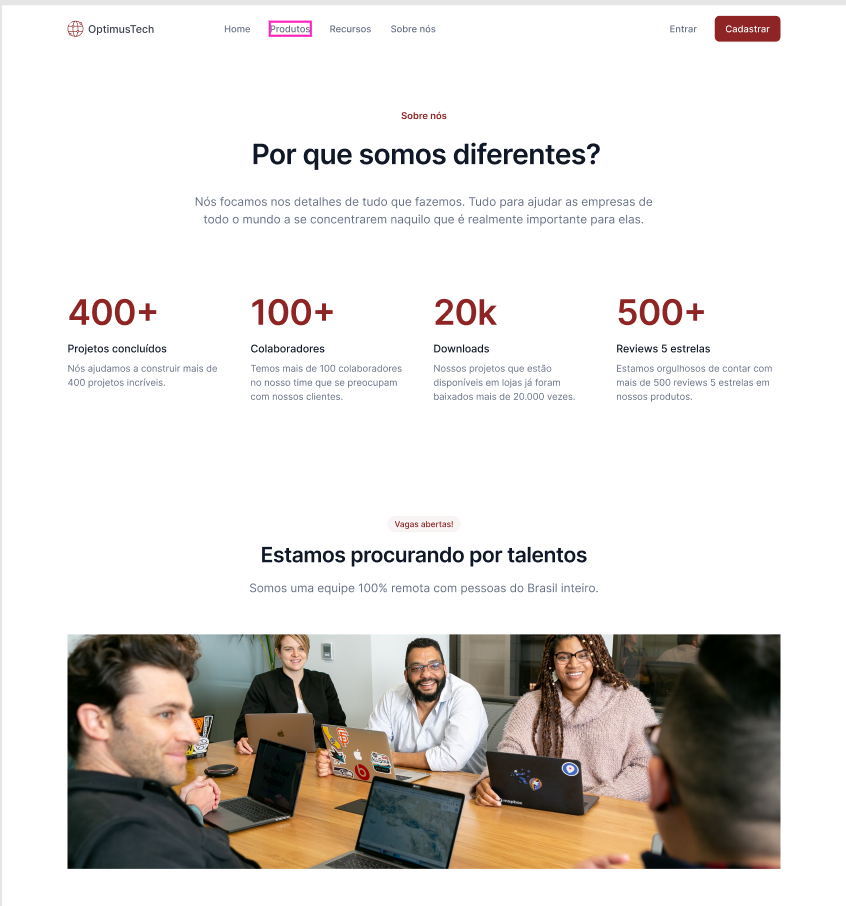 OptimusTech
Home
Produtos
Recursos
Sobre nós
Entrar
Cadastrar
Sobre nós
Por que somos diferentes?
Nós focamos nos detalhes de tudo que fazemos. Tudo para ajudar as empresas de
todo o mundo a se concentrarem naquilo que é realmente importante para elas.
400+
Projetos concluídos
Nós ajudamos a construir mais de
400 projetos incríveis.
100+
Colaboradores
Temos mais de 100 colaboradores
no nosso time que se preocupam
com nossos clientes.
20k
Downloads
Nossos projetos que estão
disponíveis em lojas já foram
baixados mais de 20.000 vezes.
500+
Reviews 5 estrelas
Estamos orgulhosos de contar com
mais de 500 reviews 5 estrelas em
nossos produtos.
Vagas abertas!
Estamos procurando por talentos
Somos uma equipe 100% remota com pessoas do Brasil inteiro.